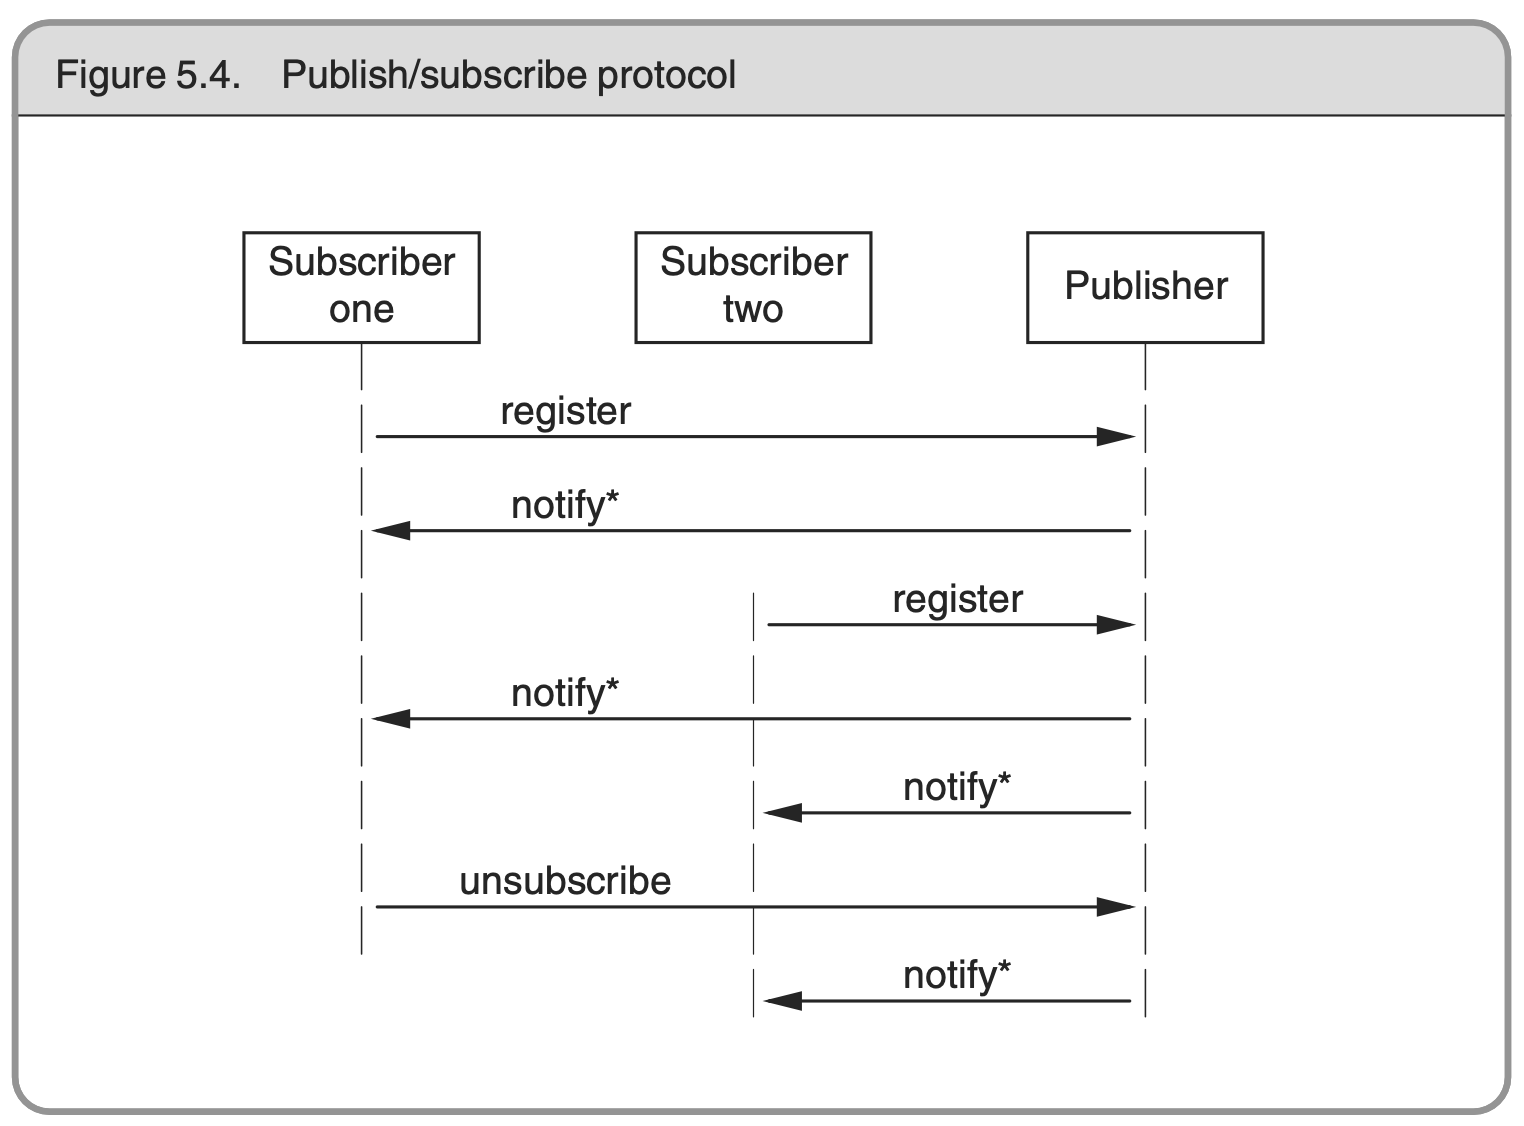 Figure 5.4. Publish/subscribe protocol
Subscriber
one
Subscriber
two
Publisher
register
notify*
register
notify*
notify*
unsubscribe
notify*